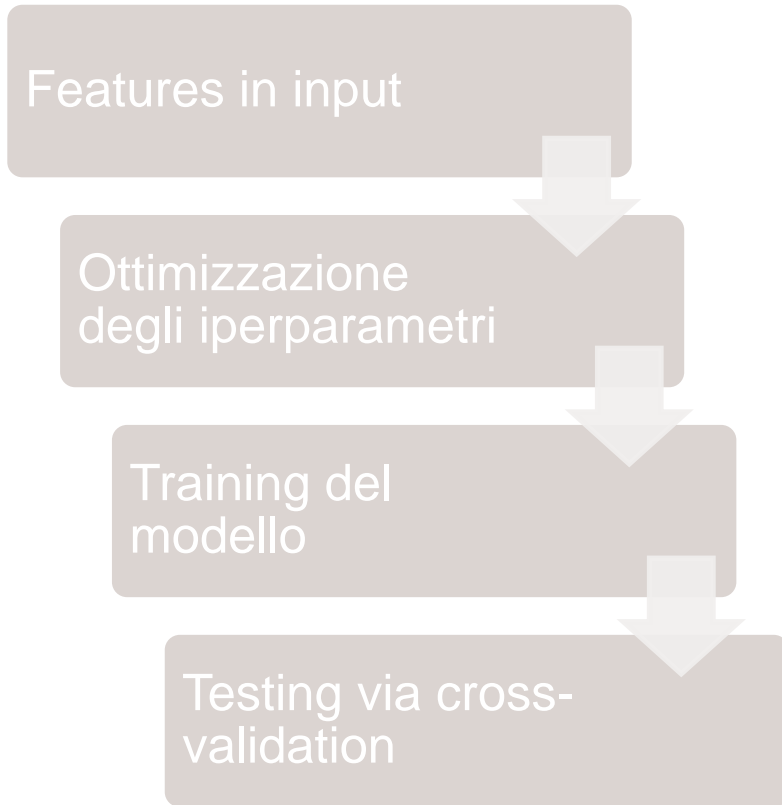 Features in input
Ottimizzazione
degli iperparametri
Training del
modello
Testing via cross-
validation